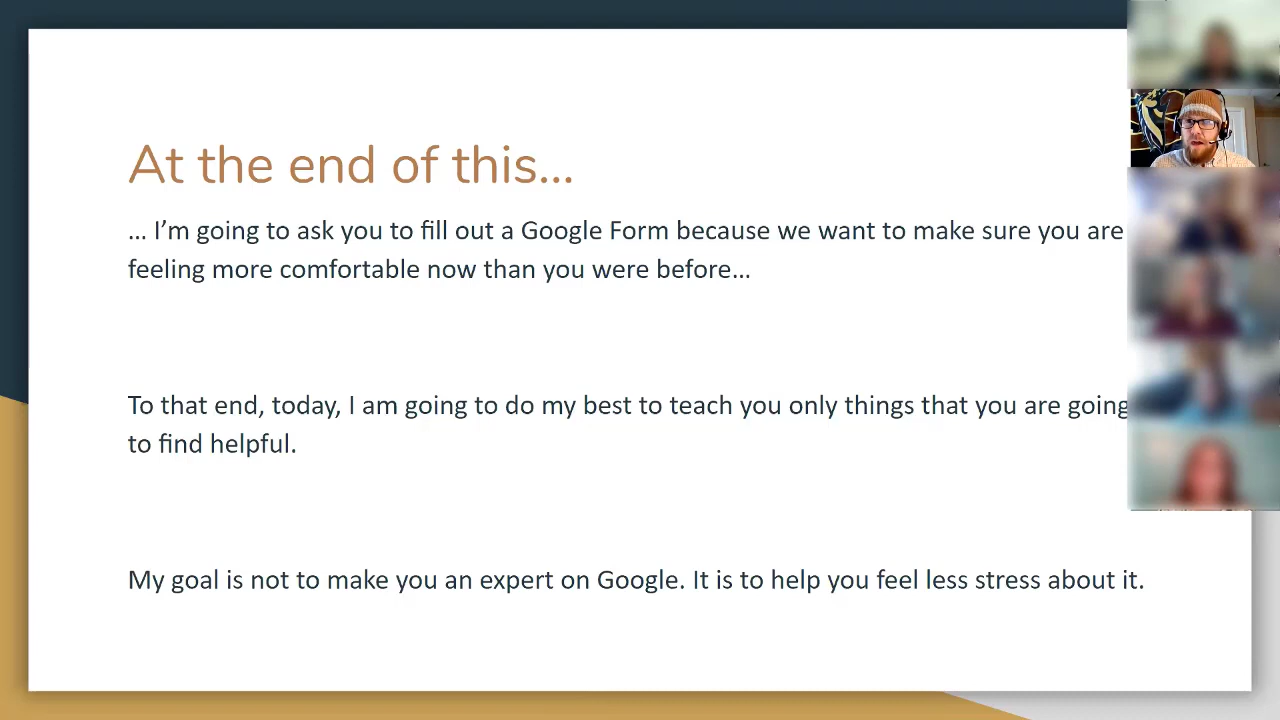 At the end of this...
... I’m going to ask you to fill out a Google Form because we want to make sure you are
feeling more comfortable now than you were before...
To that end, today, I am going to do my best to teach you only things that you are going
to find helpful.
My goal is not to make you an expert on Google. It is to help you feel less stress about it.